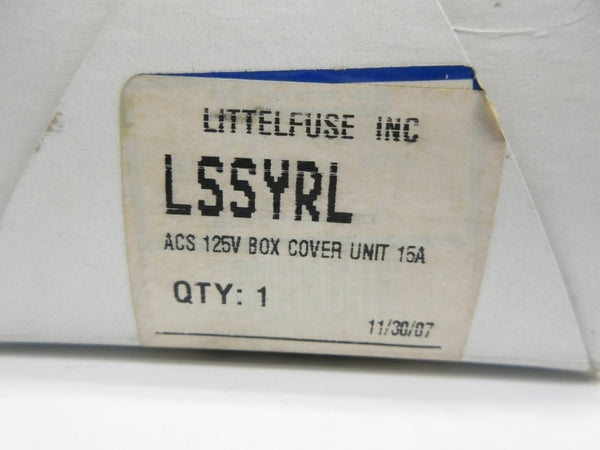 LITTELFUSE INC
LSSYRL
ACS 125V BOX COVER UNIT 15A
QTY: 1
11/30/07